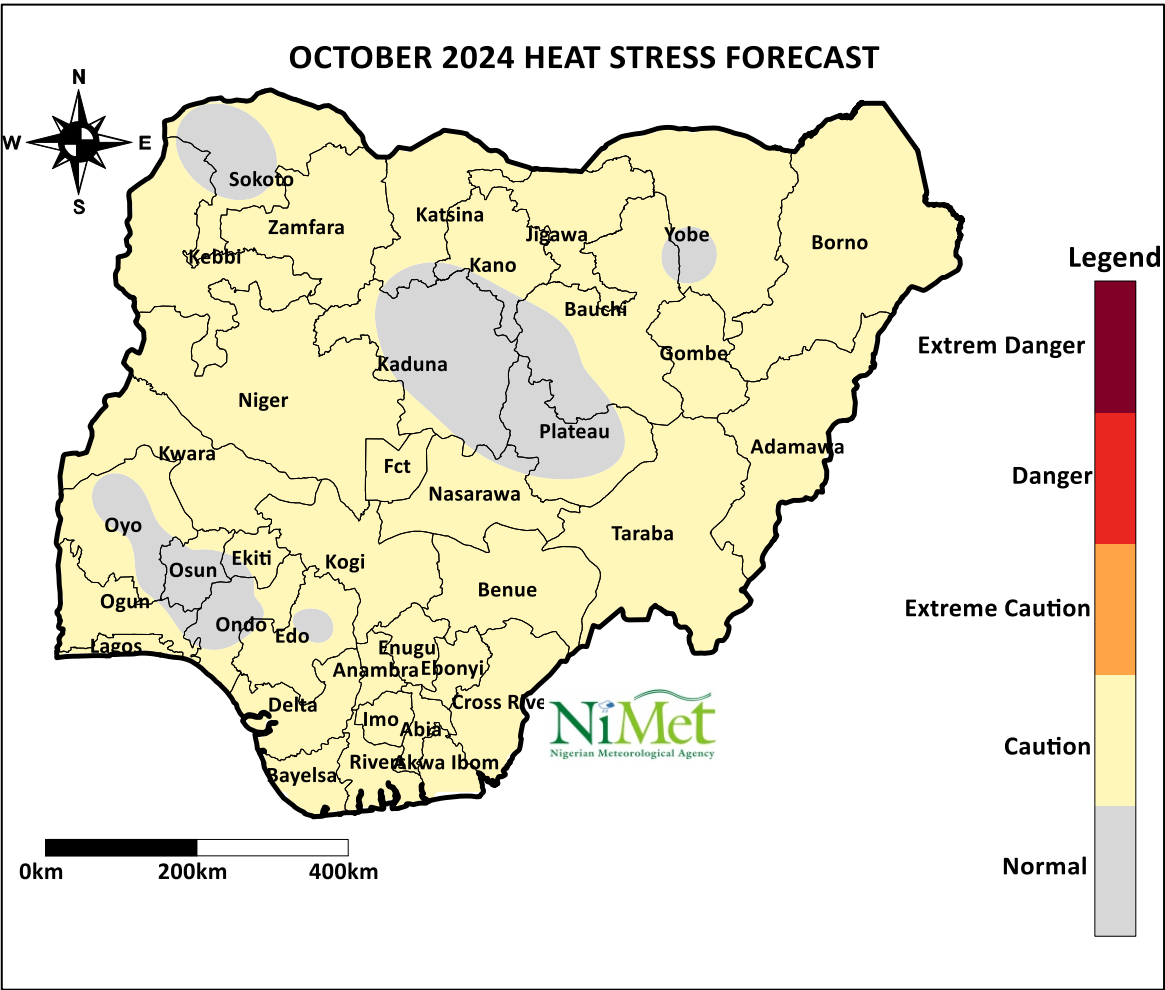 OCTOBER 2024 HEAT STRESS FORECAST
N
W
E
S
Sokoto
Zamfara
Katsina
Jigawa
Yobe
Borno
Kebbi
Kano
Legend
Bauchi
Extrem Danger
Gombe
Kaduna
Niger
Plateau
Adamawa
Kwara
Fct
Danger
Nasarawa
Oyo
Taraba
Ekiti
Kogi
Osun
Benue
Ogun
Extreme Caution
Ondo
Edo
Lagos
Enugu
Anambra
Ebonyi
Cross Rive
Delta
Imo
Abia
NiMet
Nigerian Meteorological Agency
Caution
Rivers
Akwa Ibom
Bayelsa
Normal
0km
200km
400km